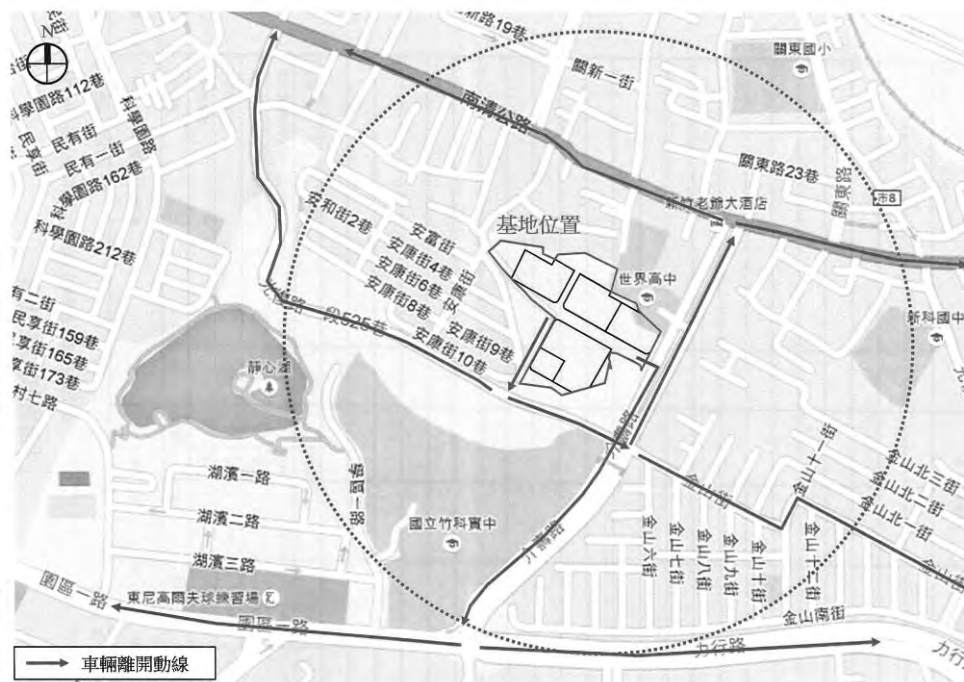 N
新路19巷
關東國小
關新一街
科學園路112巷
民有街
民有一街
科學園路162巷
民享街
科學園路
南清公路
關東路23巷
關東路
市8
新竹老爺大酒店
科學園路212巷
安和街2巷
安富街
基地位置
安康街4巷
安康街6巷
安康街8巷
世界高中
有二街
民享街159巷
享街165巷
享街173巷
村七路
段525巷
安康街9巷
安康街10巷
新科國中
靜心湖
湖濱一路
學區一路
湖濱二路
國立竹科實中
湖濱三路
金山街
金山十一街
金山北三街
金山北二街
金山北一街
金山六街
金山七街
金山八街
金山九街
金山十街
金山十二街
金山街
園區一路
東尼高爾夫球練習場
園區一路
金山南街
力行路
力行
車輛離開動線